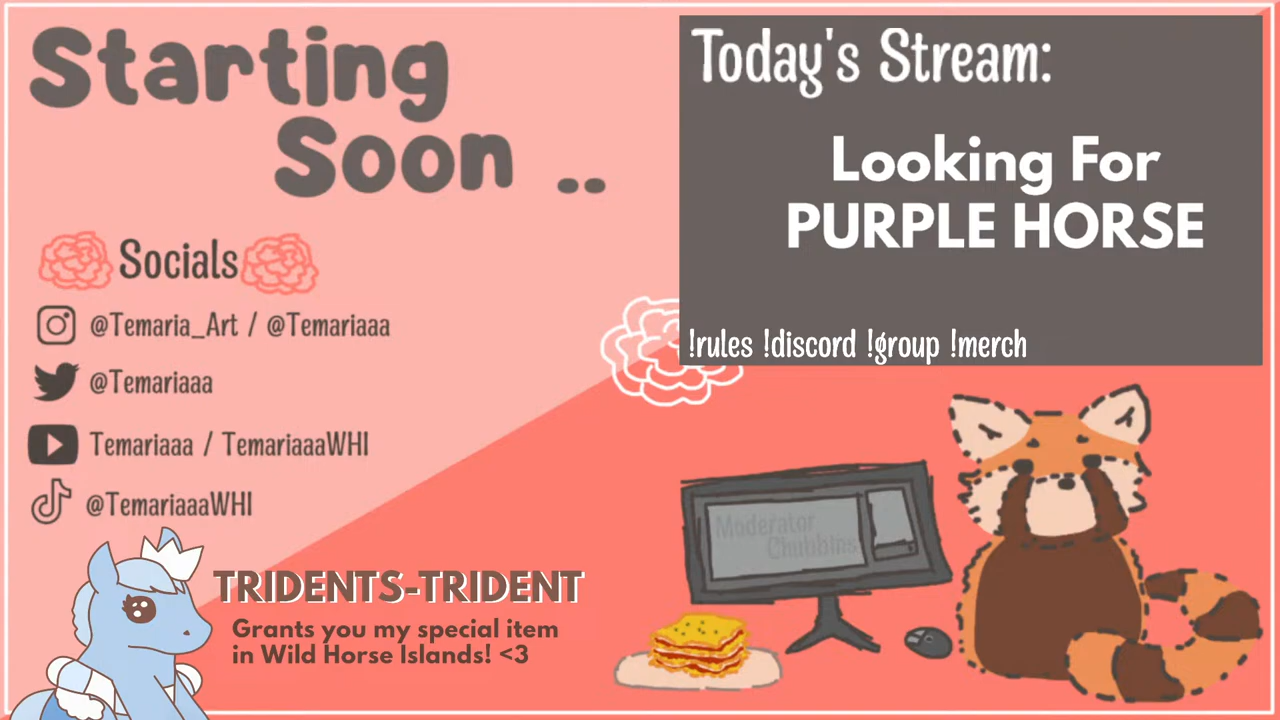 Starting
Soon ..
Socials
@Temaria_Art / @Temariaaa
@Temariaaa
Temariaaa / TemariaaaWHI
@TemariaaaWHI
TRIDENTS-TRIDENT
Grants you my special item
in Wild Horse Islands! <3
Today's Stream:
Looking For
PURPLE HORSE
!rules !discord !group !merch
Moderator
Chubbins